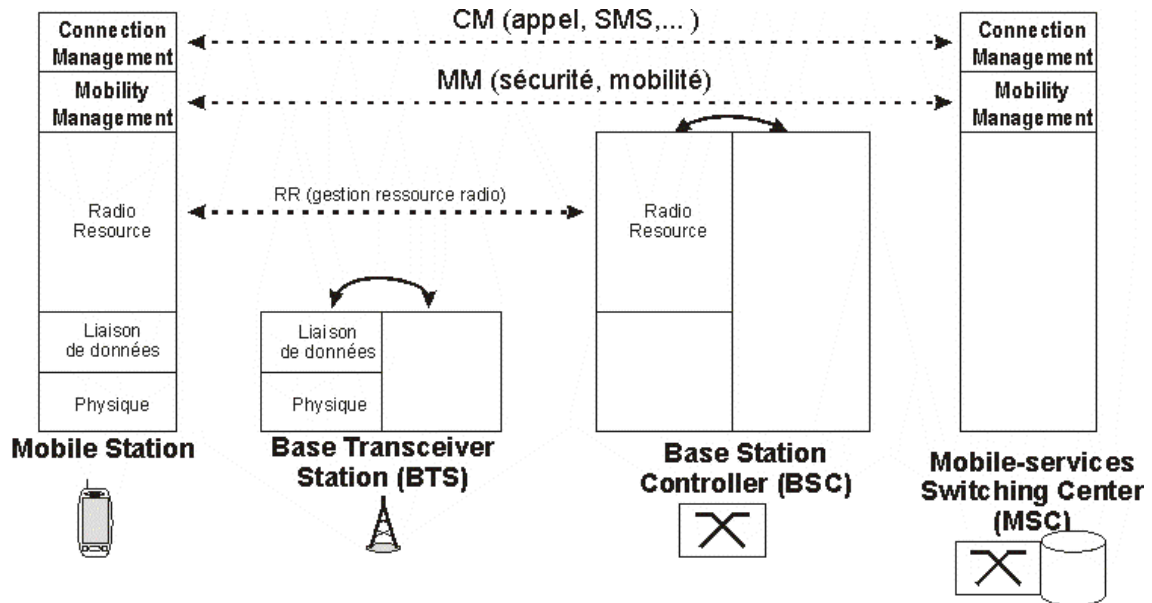 CM (appel, SMS,... )
Connection
Management
Connection
Management
MM (sécurité, mobilité)
Mobility
Management
Mobility
Management
RR (gestion ressource radio)
Radio
Resource
Radio
Resource
Liaison
de données
Liaison
de données
Physique
Physique
Mobile Station
Base Transceiver
Station (BTS)
Base Station
Controller (BSC)
Mobile-services
Switching Center
(MSC)